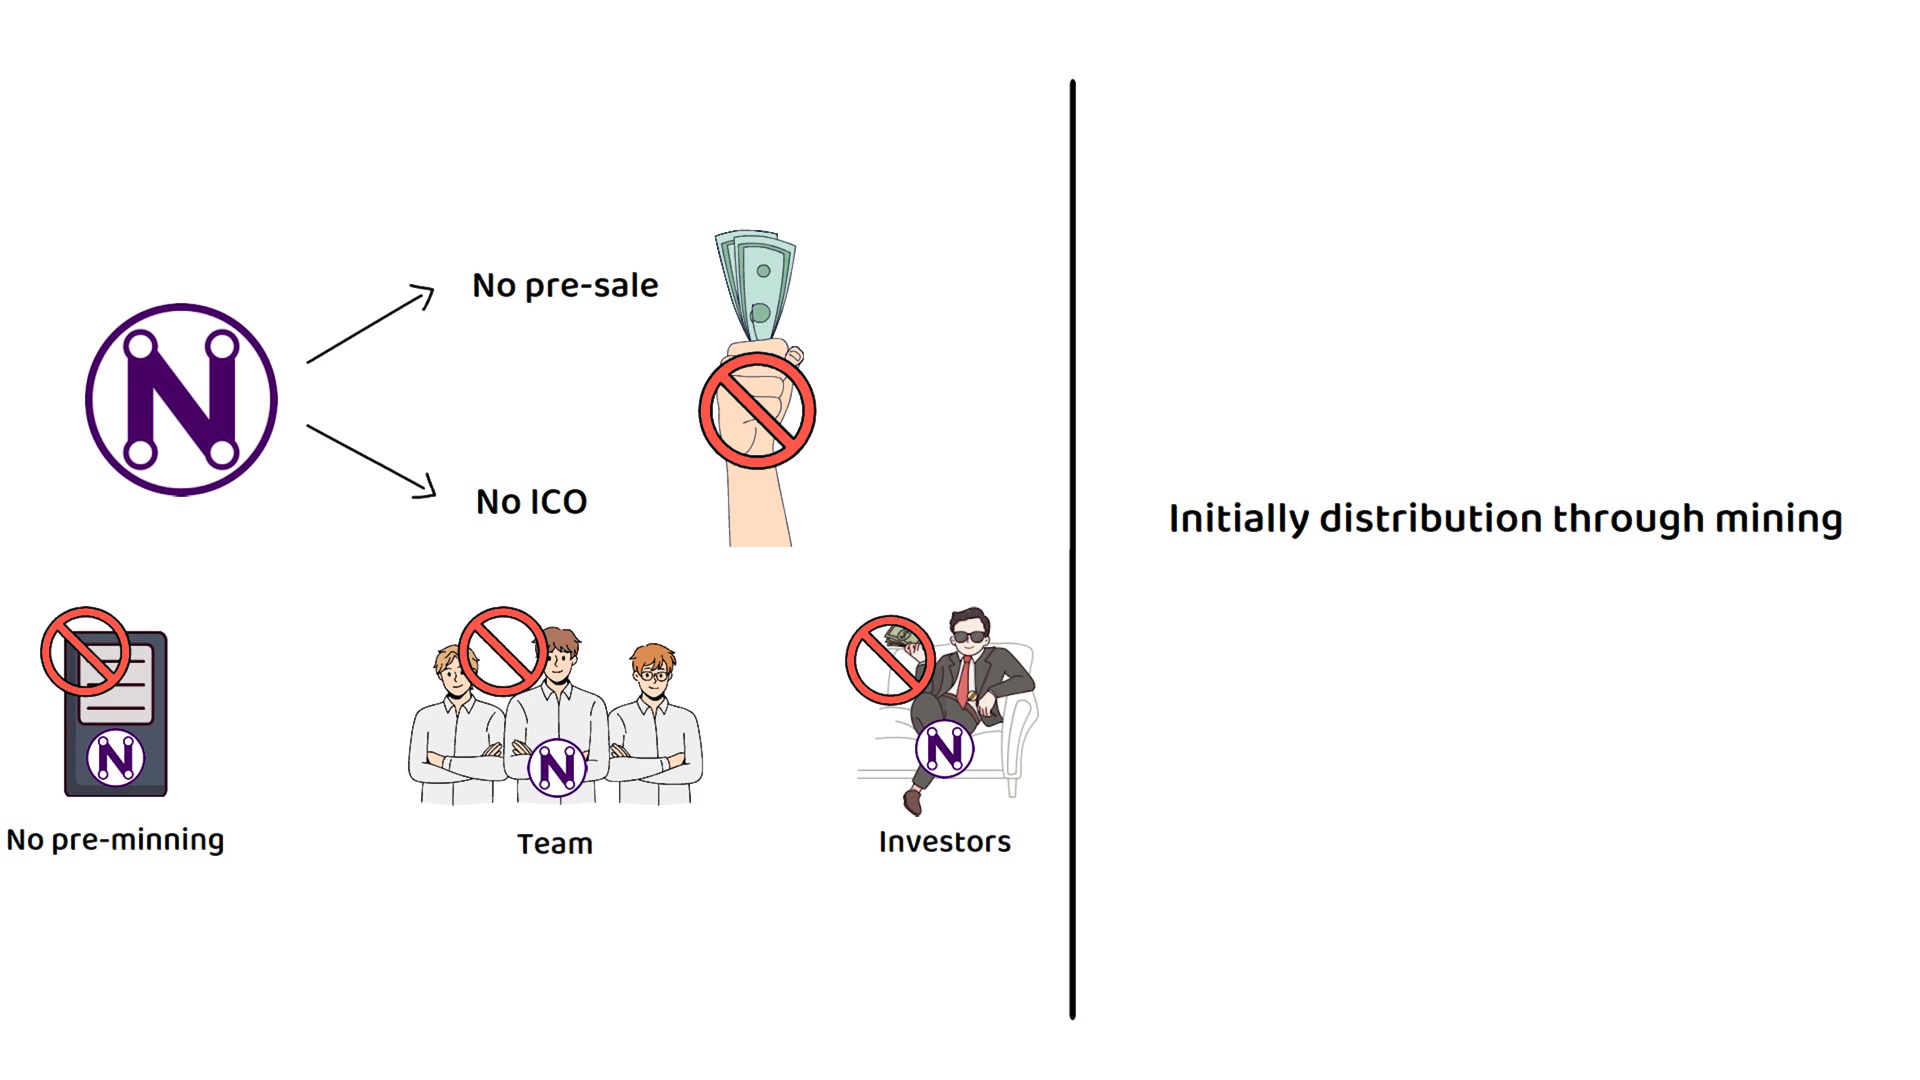 No pre-sale
No ICO
No pre-minning
Team
Investors
Initially distribution through mining